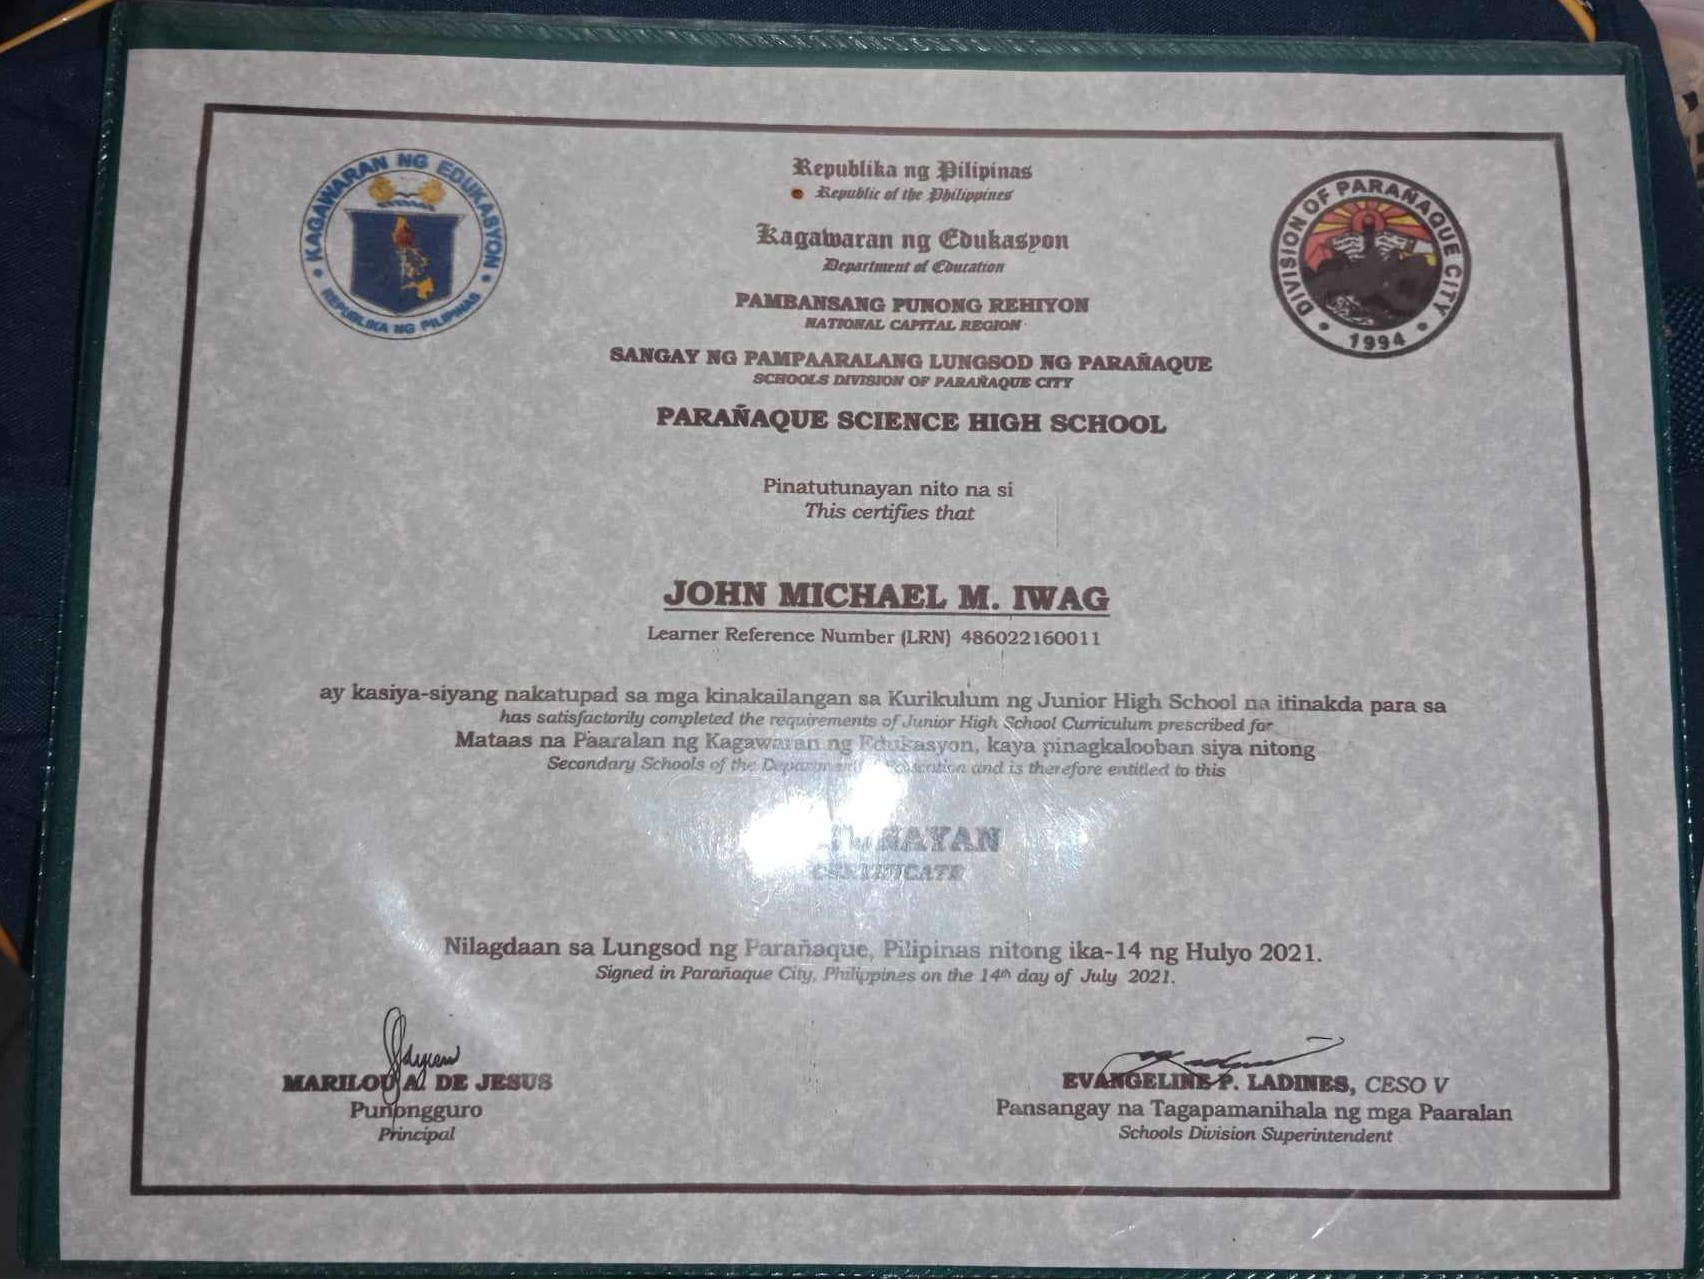 KAGAWARAN NG EDUKASYON
REPUBLIKA NG PILIPINAS
DIVISION OF PARAÑAQUE CITY
1994
Republika ng Pilipinas
Republic of the Philippines
Kagawaran ng Edukasyon
Department of Education
PAMBANSANG PUNONG REHIYON
NATIONAL CAPITAL REGION
SANGAY NG PAMPAARALANG LUNGSOD NG PARAÑAQUE
SCHOOLS DIVISION OF PARAÑAQUE CITY
PARAÑAQUE SCIENCE HIGH SCHOOL
Pinatutunayan nito na si
This certifies that
JOHN MICHAEL M. IWAG
Learner Reference Number (LRN) 486022160011
ay kasiya-siyang nakatupad sa mga kinakailangan sa Kurikulum ng Junior High School na itinakda para sa
has satisfactorily completed the requirements of Junior High School Curriculum prescribed for
Mataas na Paaralan ng Kagawaran ng Edukasyon, kaya pinagkalooban siya nitong
Secondary Schools of the Department of Education and is therefore entitled to this
CERTIFICATE
Nilagdaan sa Lungsod ng Parañaque, Pilipinas nitong ika-14 ng Hulyo 2021.
Signed in Parañaque City, Philippines on the 14th day of July 2021.
MARILOU A. DE JESUS
Punongguro
Principal
EVANGELINE P. LADINES, CESO V
Pansangay na Tagapamanihala ng mga Paaralan
Schools Division Superintendent